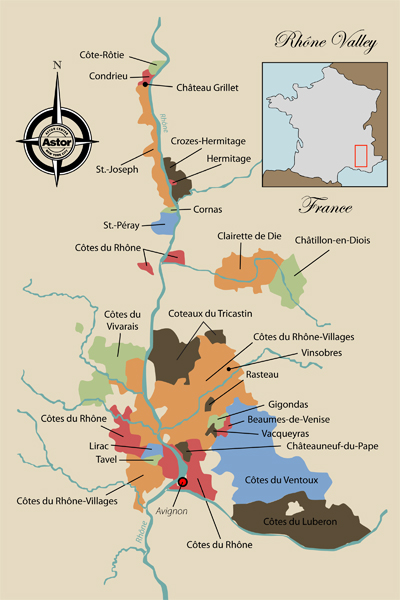 Rhône Valley
Côte-Rôtie
Condrieu
Château Grillet
N
Astor
Rhône
Crozes-Hermitage
Hermitage
St.-Joseph
France
Cornas
St.-Péray
Côtes du Rhône
Clairette de Die
Châtillon-en-Diois
Côtes du
Vivarais
Coteaux du Tricastin
Côtes du Rhône-Villages
Vinsobres
Rasteau
Gigondas
Côtes du Rhône
Beaumes-de-Venise
Vacqueyras
Lirac
Châteauneuf-du-Pape
Tavel
Côtes du Ventoux
Côtes du Rhône-Villages
Avignon
Côtes du Luberon
Rhône
Côtes du Rhône